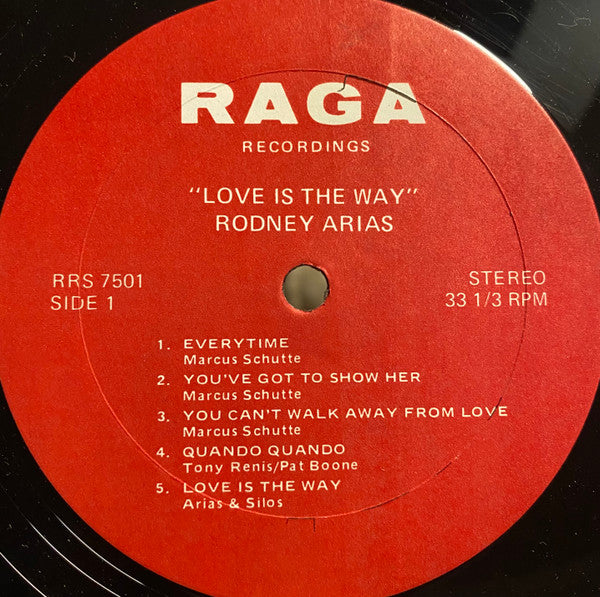 RAGA
RECORDINGS
"LOVE IS THE WAY"
RODNEY ARIAS
RRS 7501
SIDE 1
STEREO
33 1/3 RPM
1. EVERYTIME
Marcus Schutte
2. YOU'VE GOT TO SHOW HER
Marcus Schutte
3. YOU CAN'T WALK AWAY FROM LOVE
Marcus Schutte
4. QUANDO QUANDO
Tony Renis/Pat Boone
5. LOVE IS THE WAY
Arias & Silos